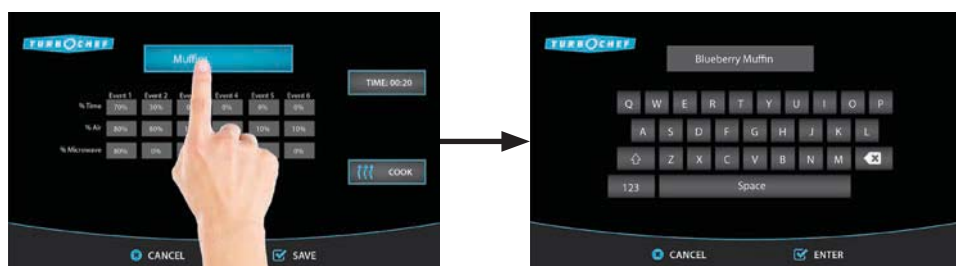 TURBOCHEF
Muffin
TIME: 00:20
Event 1 Event 2 Event 4 Event 5 Event 6
% Time 70% 30% 0% 0% 0%
% Air 80% 80% 10% 10%
% Microwave 80% 0% 0%
COOK
CANCEL SAVE
TURBOCHEF
Blueberry Muffin
Q W E R T Y U I O P
A S D F G H J K L
Z X C V B N M
123 Space
CANCEL ENTER